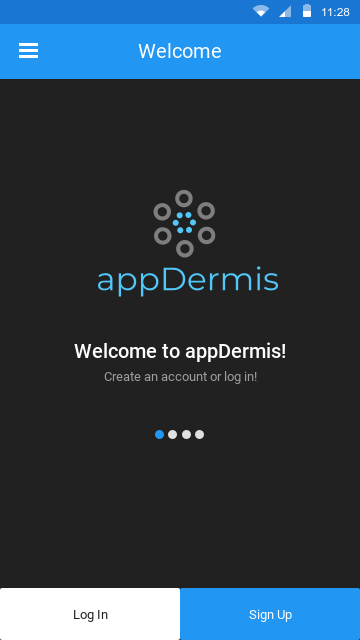 11:28
Welcome
appDermis
Welcome to appDermis!
Create an account or log in!
Log In
Sign Up